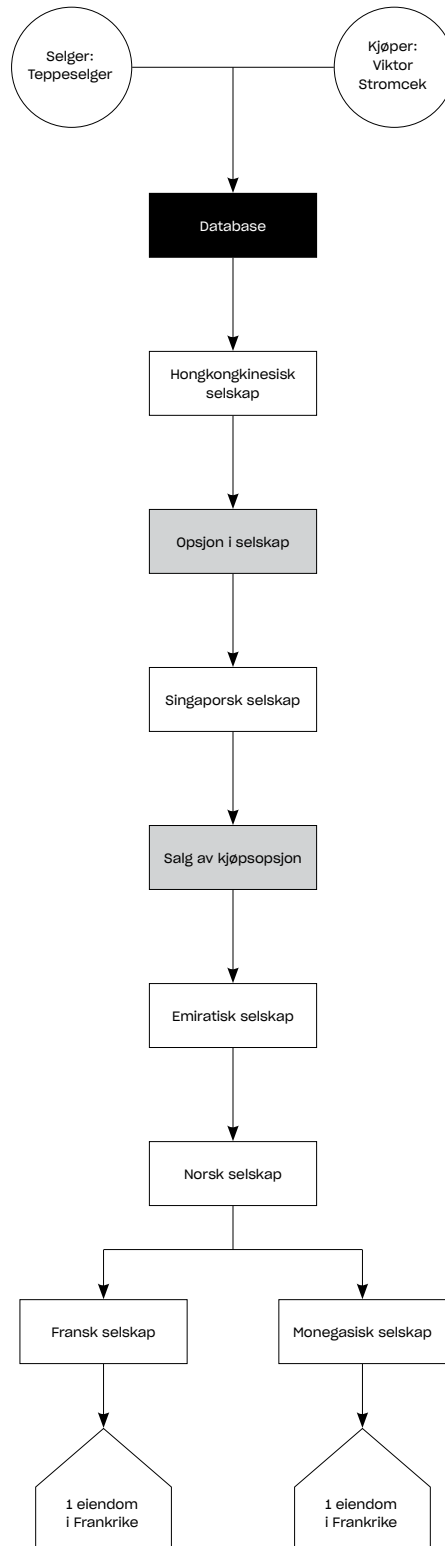 Selger:
Teppeselger
Kjøper:
Viktor
Stromcek
Database
Hongkongkinesisk
selskap
Opsjon i selskap
Singaporsk selskap
Salg av kjøpsopsjon
Emiratisk selskap
Norsk selskap
Fransk selskap
Monegasisk selskap
1 eiendom
i Frankrike
1 eiendom
i Frankrike